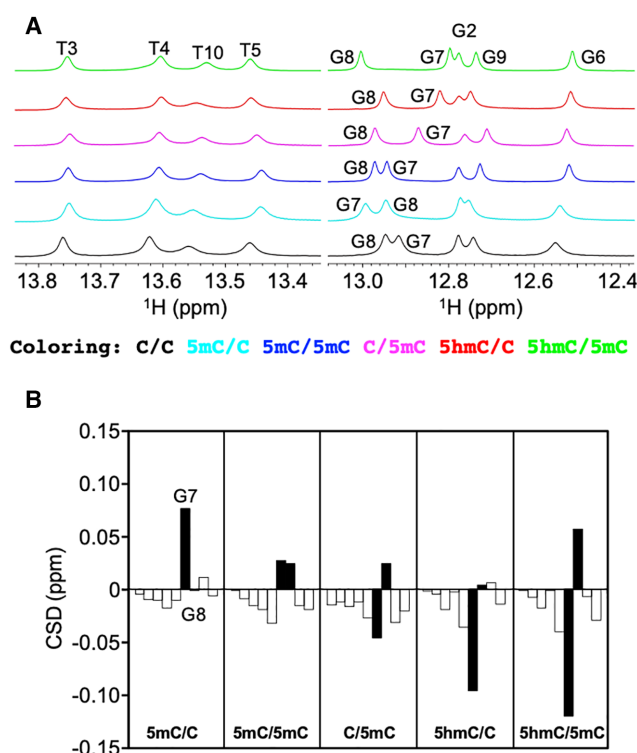 A
T3 T4 T10 T5 G8 G7 G2 G9 G6
G8 G7
G8 G7
G8 G7
G7 G8
G8 G7
13.8 13.7 13.6 13.5 13.4 13.0 12.8 12.6 12.4
¹H (ppm) ¹H (ppm)
Coloring: C/C 5mC/C 5mC/5mC C/5mC 5hmC/C 5hmC/5mC
B
CSD (ppm)
0.15
0.10
0.05
0
-0.05
-0.10
-0.15
G7
G8
5mC/C 5mC/5mC C/5mC 5hmC/C 5hmC/5mC